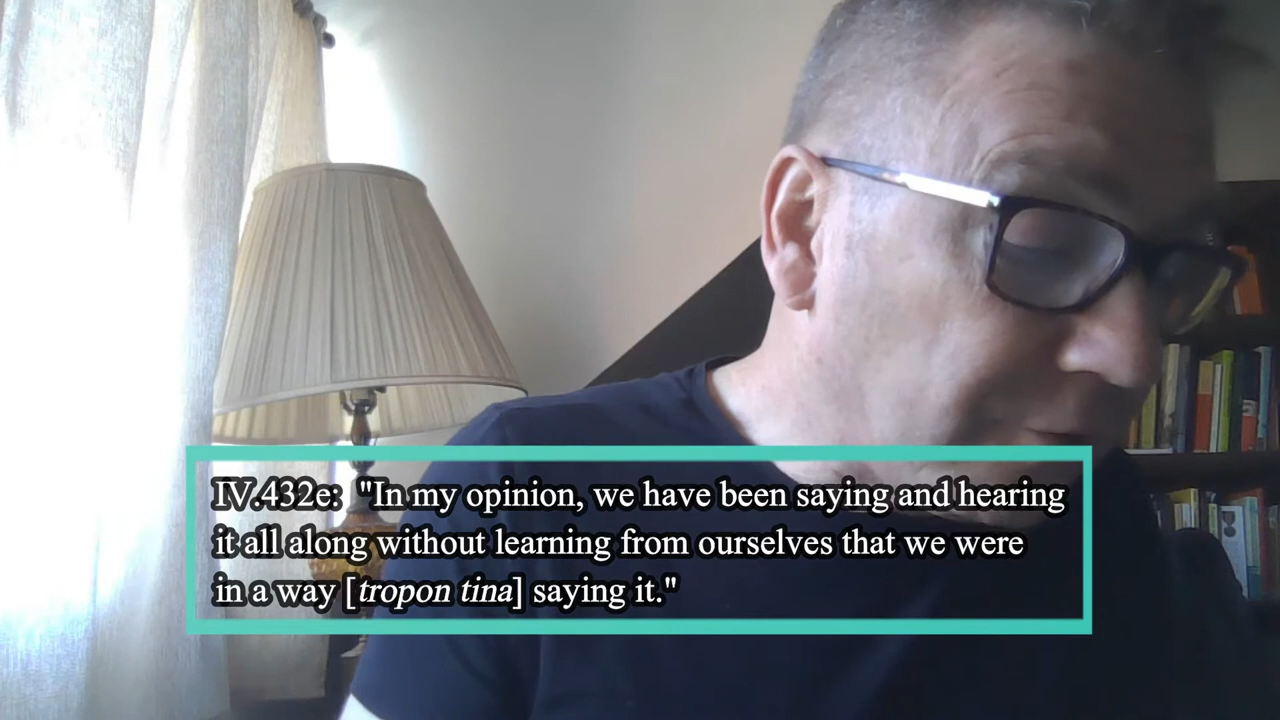 IV.432e: "In my opinion, we have been saying and hearing
it all along without learning from ourselves that we were
in a way [tropon tina] saying it."